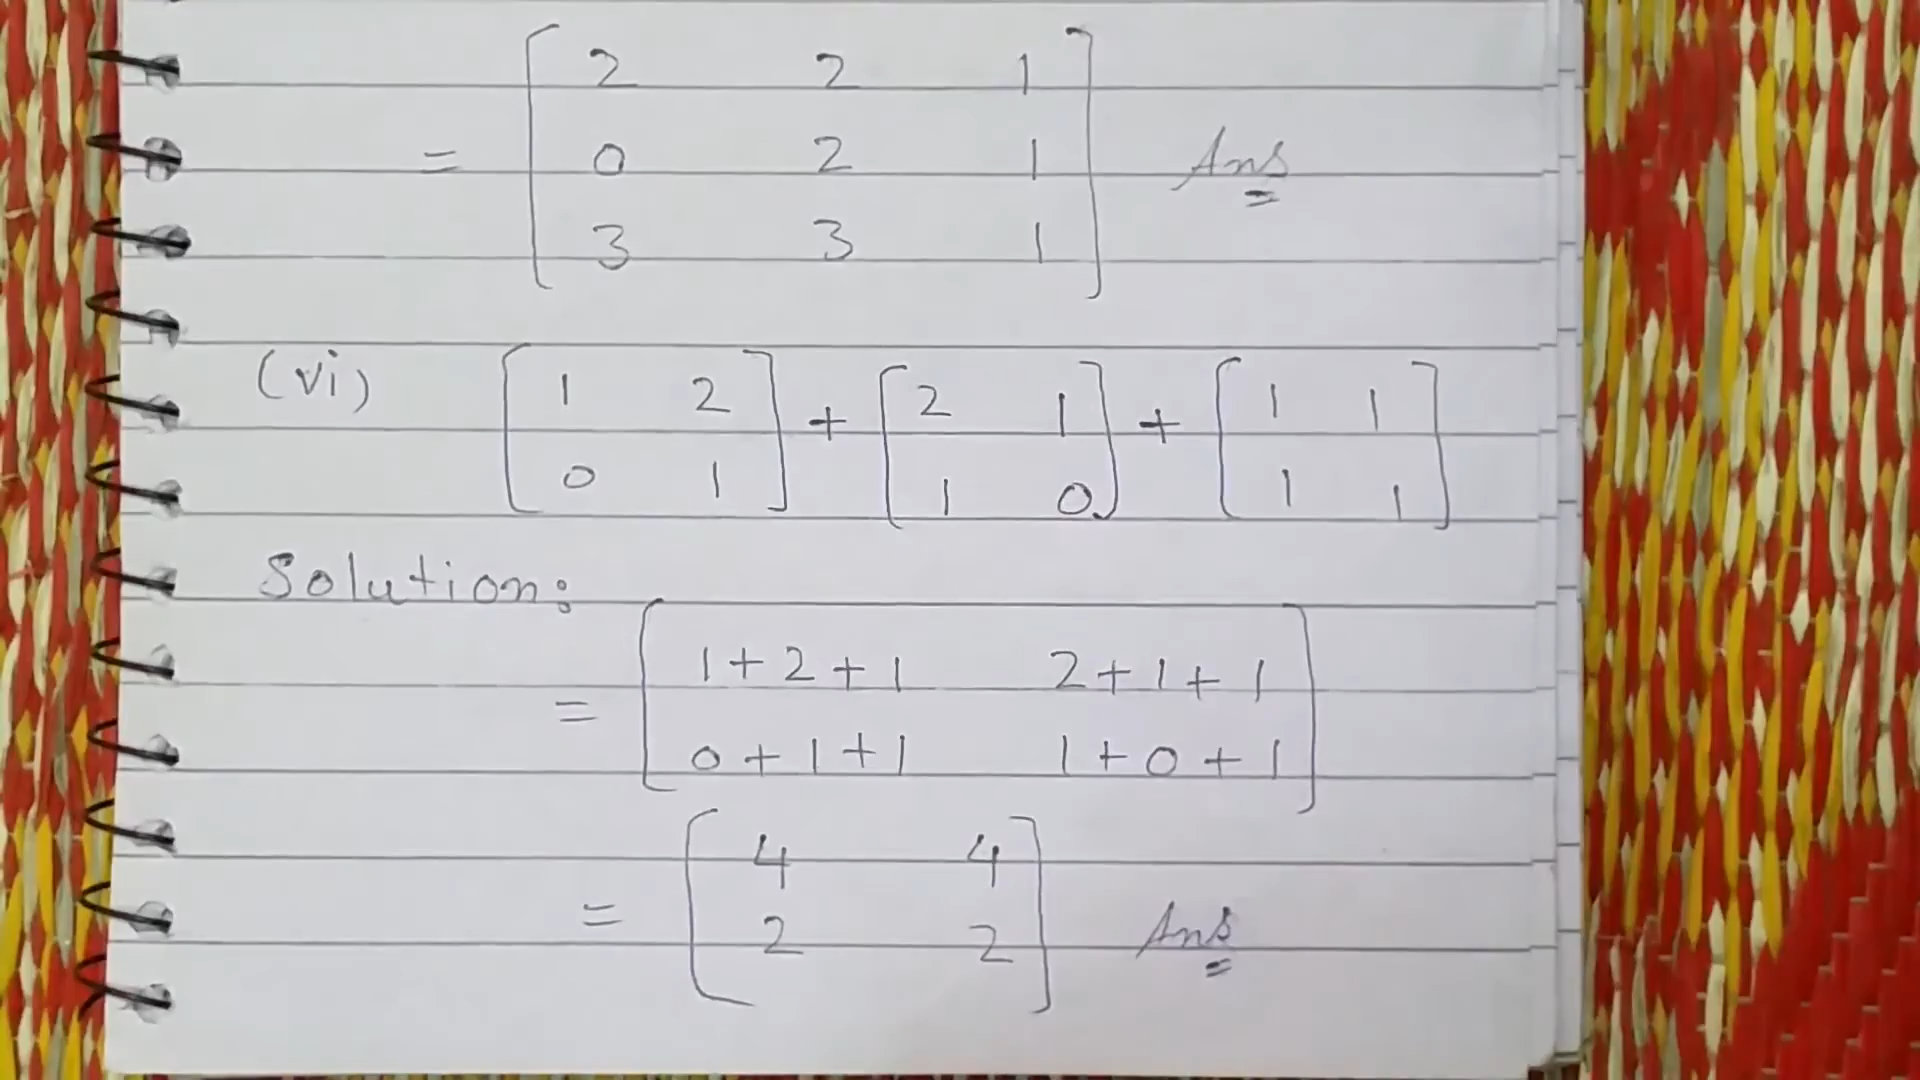 2 2 1
= 0 2 1 Ans
3 3 1
(vi) [1 2] + [2 1] + [1 1]
[0 1] [1 0] [1 1]
Solution:
1+2+1 2+1+1
= 0+1+1 1+0+1
4 4
= 2 2 Ans